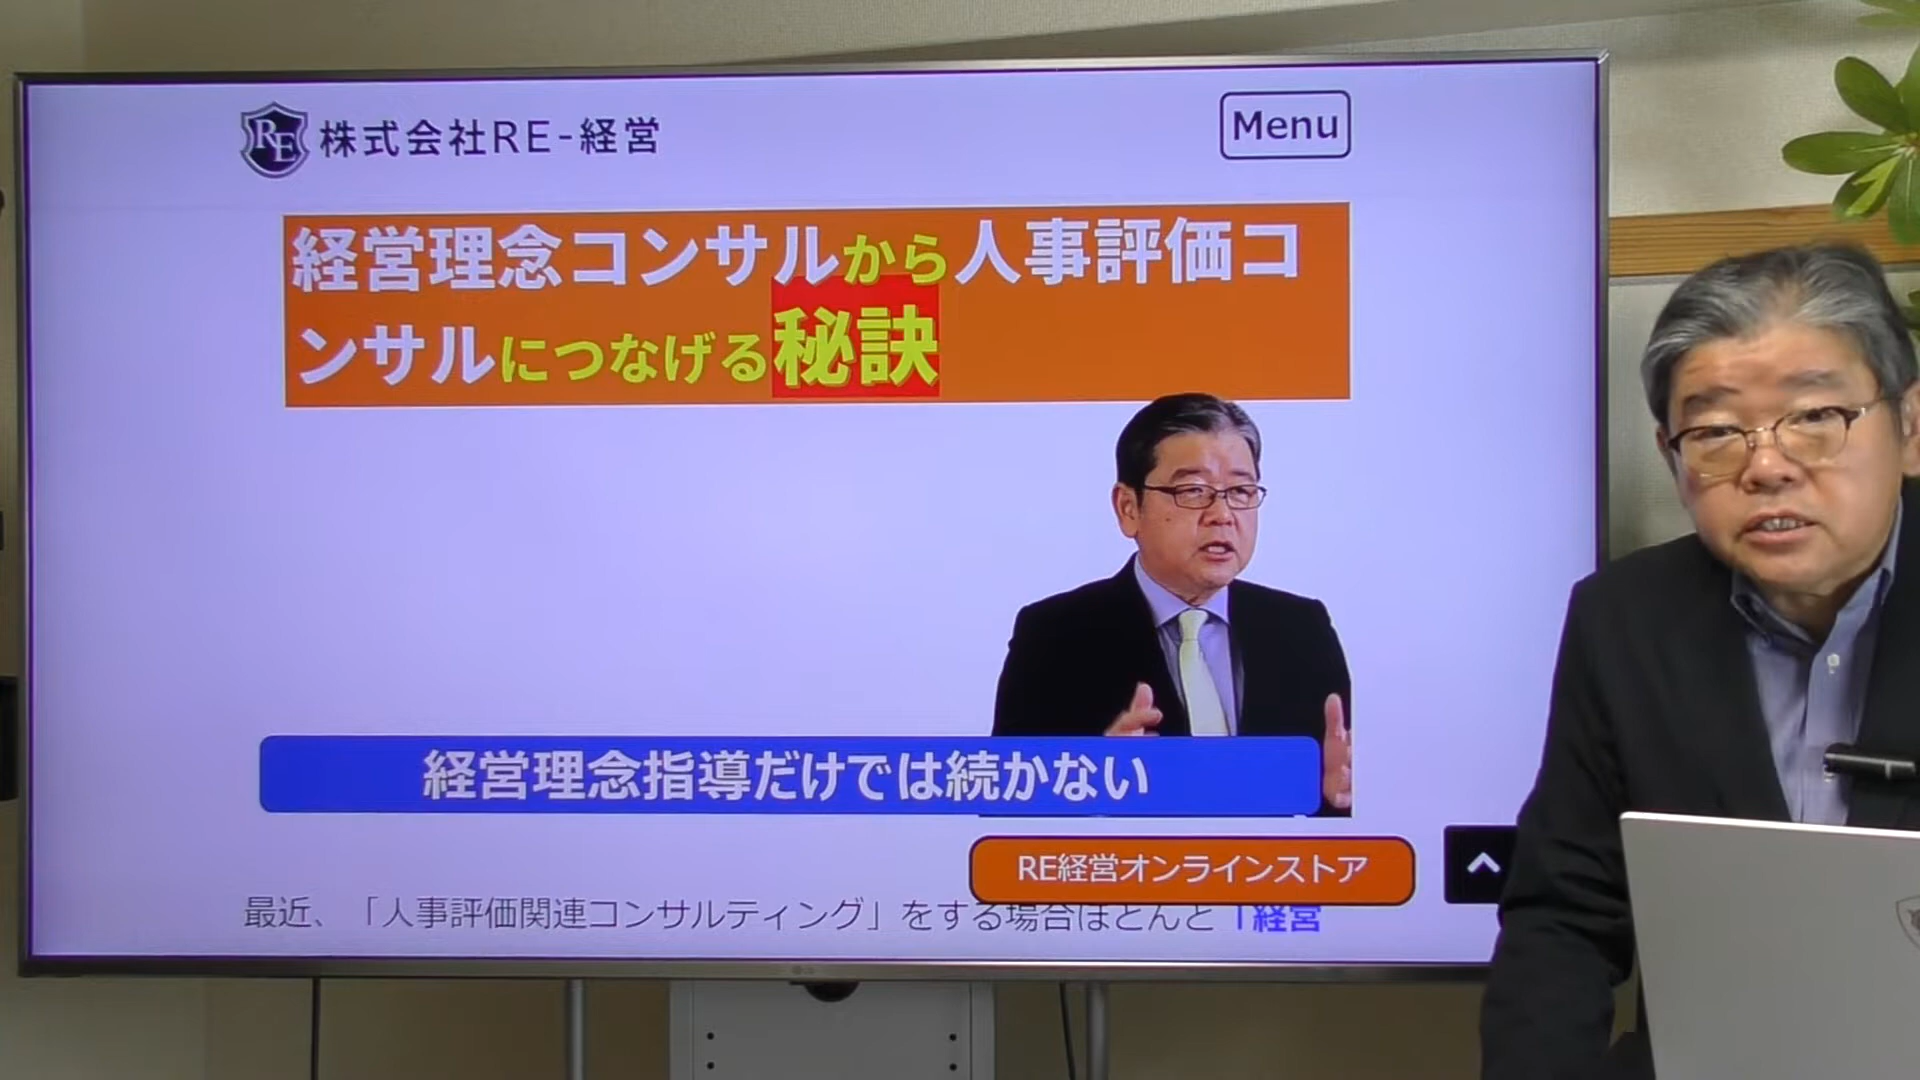 RE 株式会社RE-経営
Menu
経営理念コンサルから人事評価コ
ンサルにつなげる秘訣
経営理念指導だけでは続かない
RE経営オンラインストア
最近、「人事評価関連コンサルティング」をする場合ほとんど「経営
LG